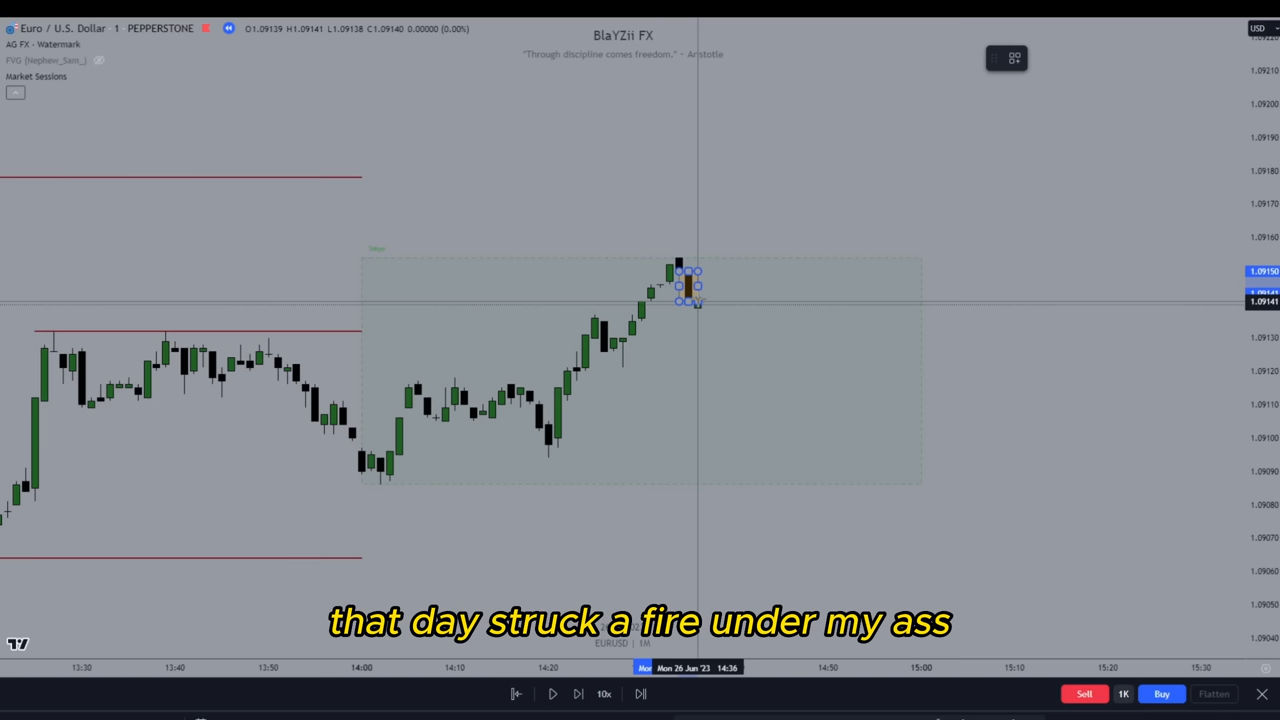 Euro / U.S. Dollar · 1 · PEPPERSTONE O1.09139 H1.09141 L1.09138 C1.09140 0.00000 (0.00%)
AG FX · Watermark
FVG (Nephew_Sam_)
Market Sessions
BlaYZii FX
"Through discipline comes freedom." ~ Aristotle
USD
1.09210
1.09200
1.09190
1.09180
1.09170
1.09160
1.09150
1.09141
1.09130
1.09120
1.09110
1.09100
1.09090
1.09080
1.09070
1.09060
1.09050
1.09040
Tokyo
that day struck a fire under my ass
EURUSD | 1M
13:30 13:40 13:50 14:00 14:20 Mon 26 Jun '23 14:36 14:50 15:00 15:10 15:20 15:30
10x
Sell 1K Buy Flatten